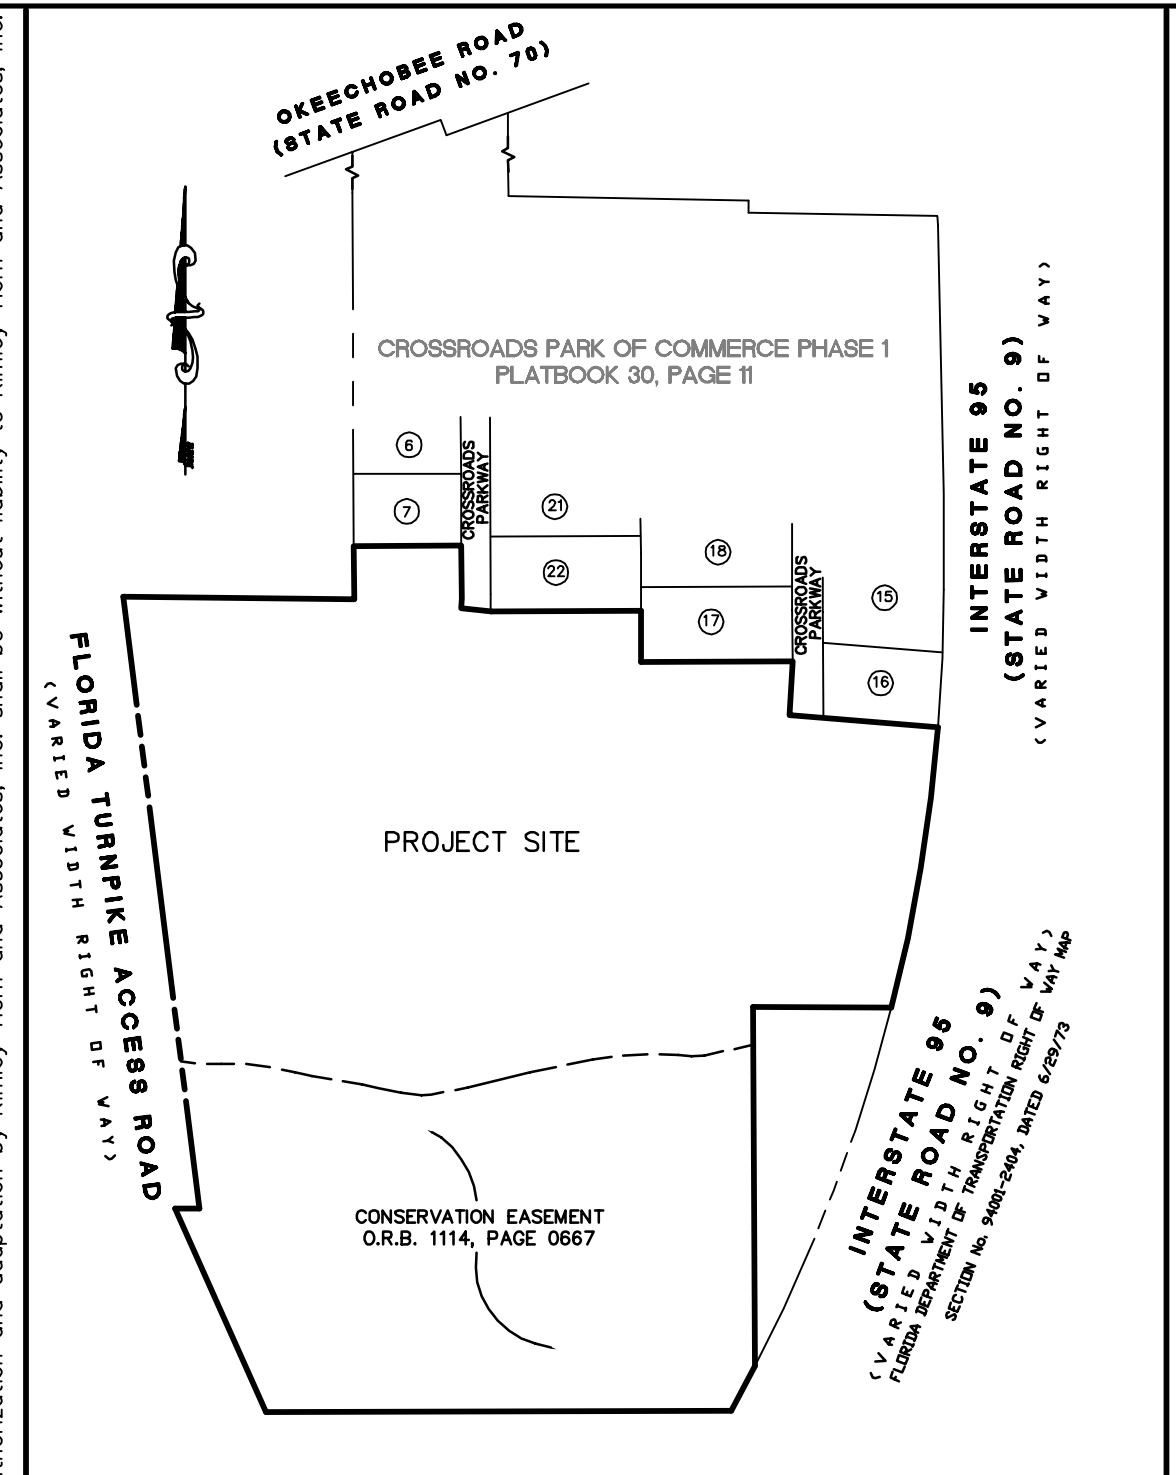 OKEECHOBEE ROAD
(STATE ROAD NO. 70)
CROSSROADS PARK OF COMMERCE PHASE 1
PLATBOOK 30, PAGE 11
6
7
CROSSROADS
PARKWAY
21
22
18
17
CROSSROADS
PARKWAY
15
16
INTERSTATE 95
(STATE ROAD NO. 9)
(VARIED WIDTH RIGHT OF WAY)
FLORIDA TURNPIKE ACCESS ROAD
(VARIED WIDTH RIGHT OF WAY)
PROJECT SITE
CONSERVATION EASEMENT
O.R.B. 1114, PAGE 0667
INTERSTATE 95
(STATE ROAD NO. 9)
(VARIED WIDTH RIGHT OF WAY)
FLORIDA DEPARTMENT OF TRANSPORTATION RIGHT OF WAY MAP
SECTION No. 94001-2404, DATED 6/29/73